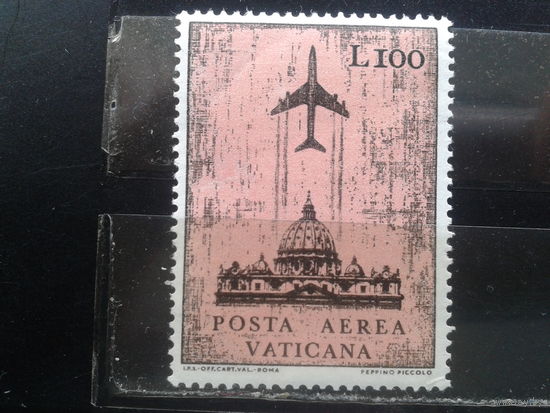 L.100
POSTA AEREA
VATICANA
I.P.S.-OFF.CART.VAL.-ROMA PEPPINO PICCOLO